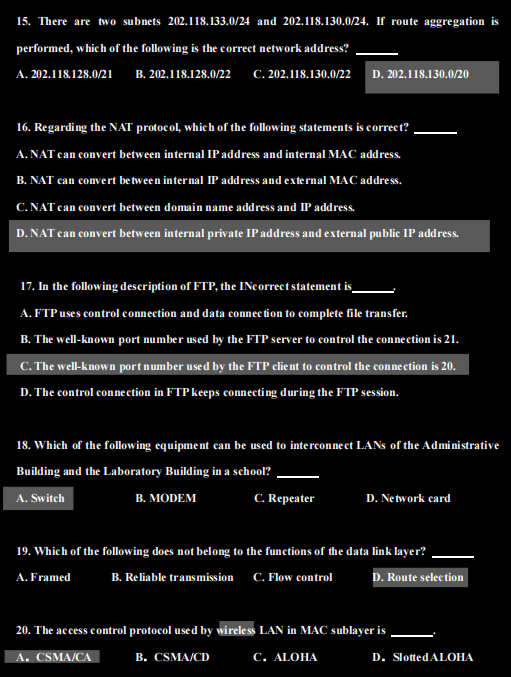 15. There are two subnets 202.118.133.0/24 and 202.118.130.0/24. If route aggregation is
performed, which of the following is the correct network address? ______
A. 202.118.128.0/21 B. 202.118.128.0/22 C. 202.118.130.0/22 D. 202.118.130.0/20
16. Regarding the NAT protocol, which of the following statements is correct? ______
A. NAT can convert between internal IP address and internal MAC address.
B. NAT can convert between internal IP address and external MAC address.
C. NAT can convert between domain name address and IP address.
D. NAT can convert between internal private IP address and external public IP address.
17. In the following description of FTP, the INcorrect statement is______.
A. FTP uses control connection and data connection to complete file transfer.
B. The well-known port number used by the FTP server to control the connection is 21.
C. The well-known port number used by the FTP client to control the connection is 20.
D. The control connection in FTP keeps connecting during the FTP session.
18. Which of the following equipment can be used to interconnect LANs of the Administrative
Building and the Laboratory Building in a school? ______
A. Switch B. MODEM C. Repeater D. Network card
19. Which of the following does not belong to the functions of the data link layer? ______
A. Framed B. Reliable transmission C. Flow control D. Route selection
20. The access control protocol used by wireless LAN in MAC sublayer is ______.
A. CSMA/CA B. CSMA/CD C. ALOHA D. Slotted ALOHA